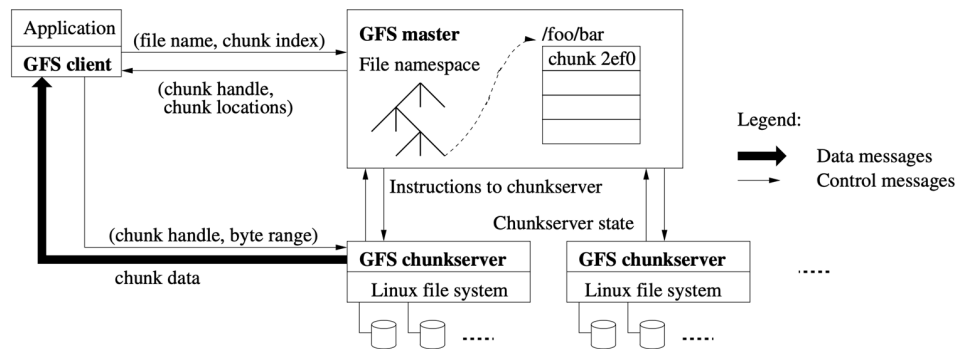 Application
GFS client
(file name, chunk index)
(chunk handle,
chunk locations)
GFS master
File namespace
/foo/bar
chunk 2ef0
Legend:
Data messages
Control messages
Instructions to chunkserver
Chunkserver state
(chunk handle, byte range)
chunk data
GFS chunkserver
Linux file system
GFS chunkserver
Linux file system